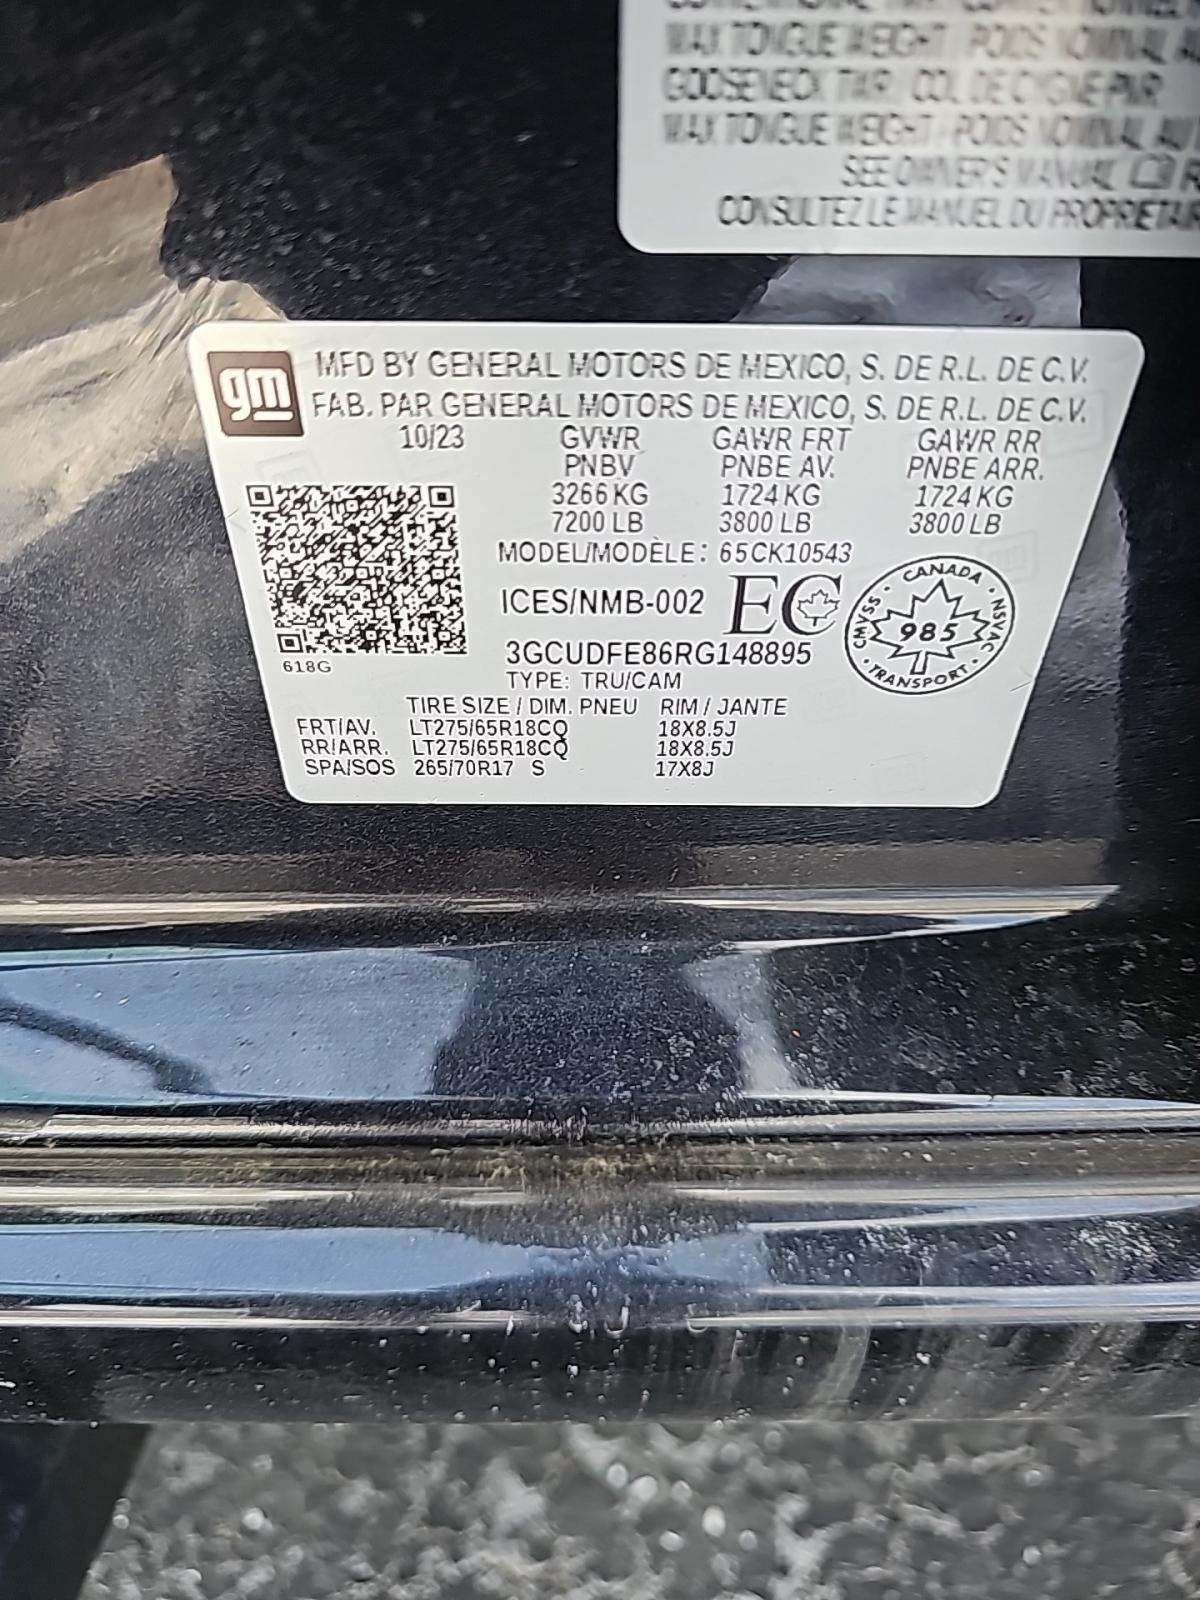 MAX TONGUE WEIGHT / POIDS NOMINAL AU
GOOSENECK TWR / COL DE CYGNE PNR
MAX TONGUE WEIGHT / POIDS NOMINAL AU
SEE OWNER'S MANUAL
CONSULTEZ LE MANUEL DU PROPRIETAIR
gm
MFD BY GENERAL MOTORS DE MEXICO, S. DE R.L. DE C.V.
FAB. PAR GENERAL MOTORS DE MEXICO, S. DE R.L. DE C.V.
10/23 GVWR GAWR FRT GAWR RR
PNBV PNBE AV. PNBE ARR.
3266 KG 1724 KG 1724 KG
7200 LB 3800 LB 3800 LB
MODEL/MODÈLE: 65CK10543
ICES/NMB-002 EC
CANADA
CMVSS · NSVAC
985
TRANSPORT
3GCUDFE86RG148895
618G
TYPE: TRU/CAM
TIRE SIZE / DIM. PNEU RIM / JANTE
FRT/AV. LT275/65R18CQ 18X8.5J
RR/ARR. LT275/65R18CQ 18X8.5J
SPA/SOS 265/70R17 S 17X8J